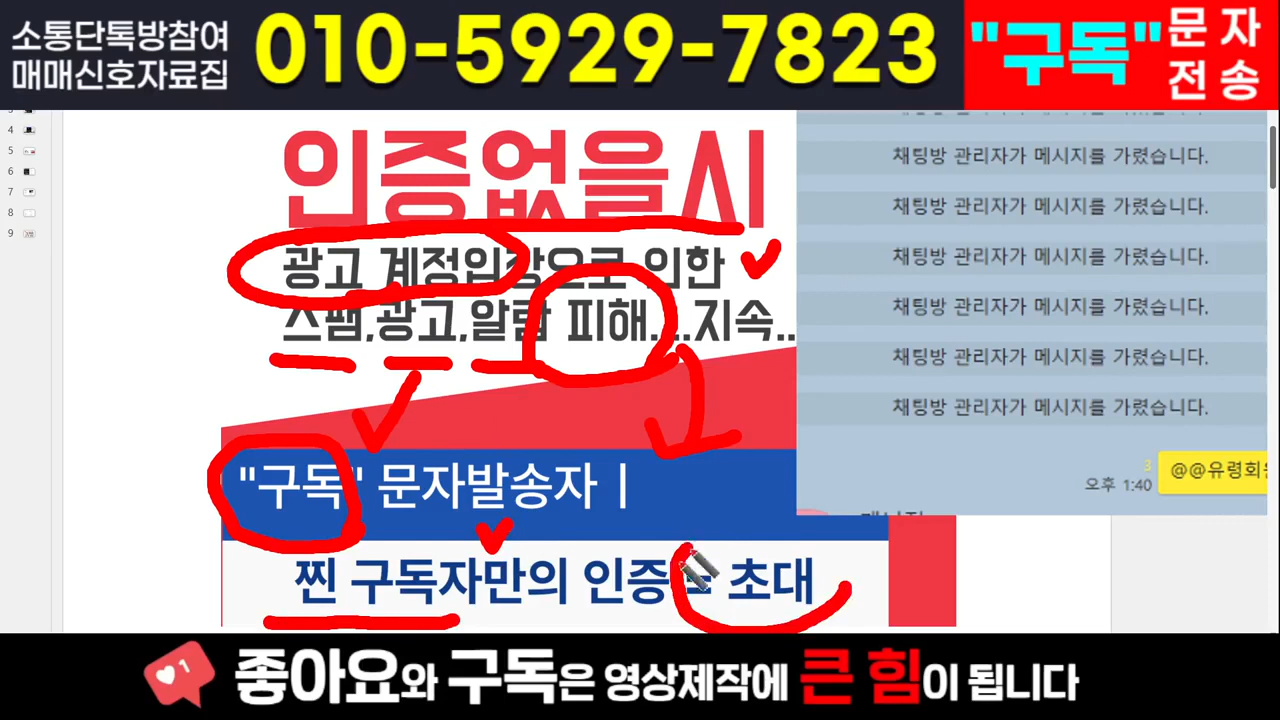 소통단톡방참여
매매신호자료집
010-5929-7823
"구독"
문자
전송
4
5
6
7
8
9
인증없을시
광고 계정입장으로 의한
스팸,광고,알람 피해....지속..
"구독" 문자발송자 |
찐 구독자만의 인증 = 초대
채팅방 관리자가 메시지를 가렸습니다.
채팅방 관리자가 메시지를 가렸습니다.
채팅방 관리자가 메시지를 가렸습니다.
채팅방 관리자가 메시지를 가렸습니다.
채팅방 관리자가 메시지를 가렸습니다.
채팅방 관리자가 메시지를 가렸습니다.
3
오후 1:40
@@유령회원
1
좋아요와 구독은 영상제작에 큰 힘이 됩니다